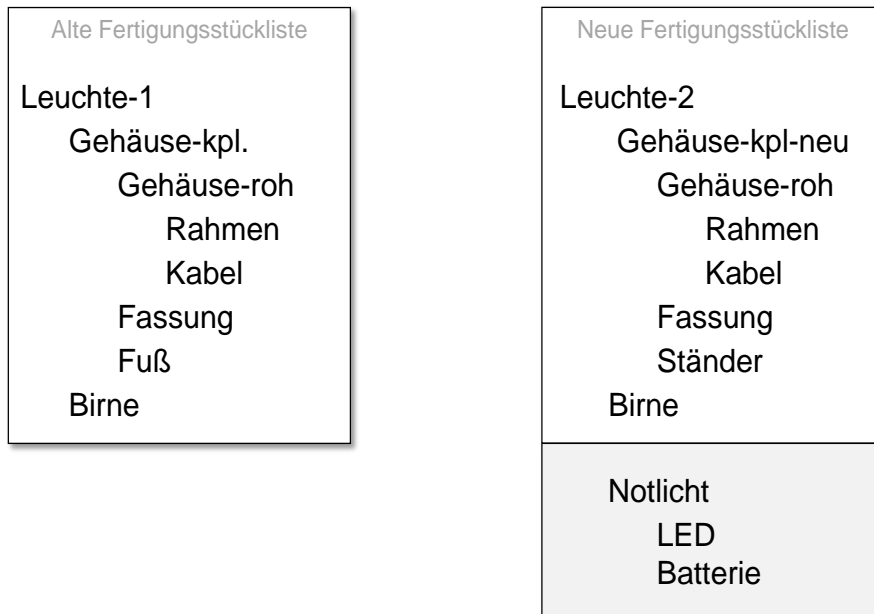 Alte Fertigungsstückliste
Leuchte-1
Gehäuse-kpl.
Gehäuse-roh
Rahmen
Kabel
Fassung
Fuß
Birne
Neue Fertigungsstückliste
Leuchte-2
Gehäuse-kpl-neu
Gehäuse-roh
Rahmen
Kabel
Fassung
Ständer
Birne
Notlicht
LED
Batterie